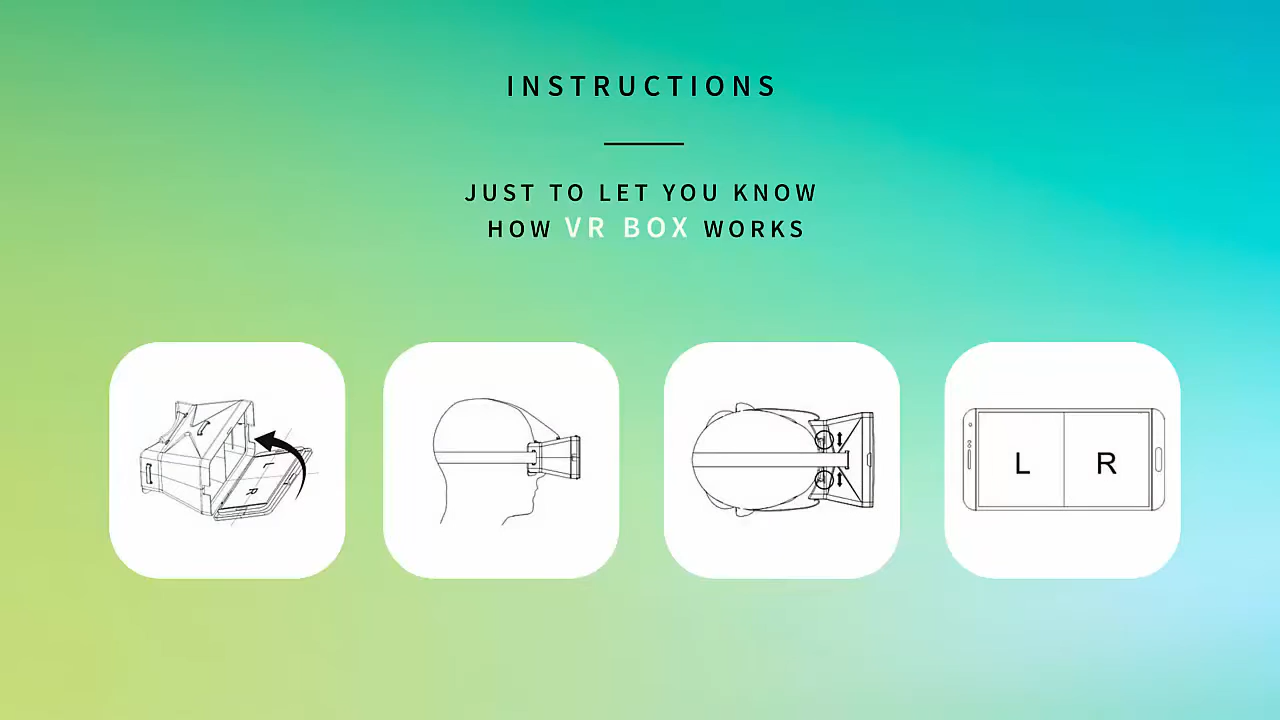 INSTRUCTIONS
JUST TO LET YOU KNOW
HOW VR BOX WORKS
L
R
L R